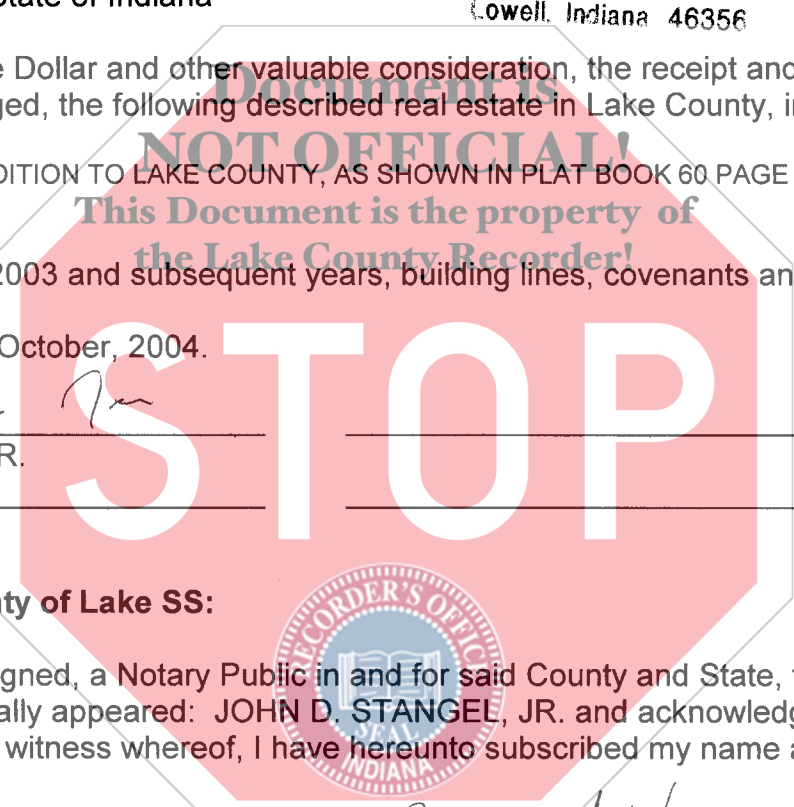 State of Indiana
Lowell, Indiana 46356
e Dollar and other valuable consideration, the receipt and
ged, the following described real estate in Lake County, i
Document is
NOT OFFICIAL!
DITION TO LAKE COUNTY, AS SHOWN IN PLAT BOOK 60 PAGE
This Document is the property of
the Lake County Recorder!
2003 and subsequent years, building lines, covenants an
October, 2004.
R.
STOP
nty of Lake SS:
RECORDER'S OFFICE
SEAL
INDIANA
gned, a Notary Public in and for said County and State,
ally appeared: JOHN D. STANGEL, JR. and acknowledg
witness whereof, I have hereunto subscribed my name a